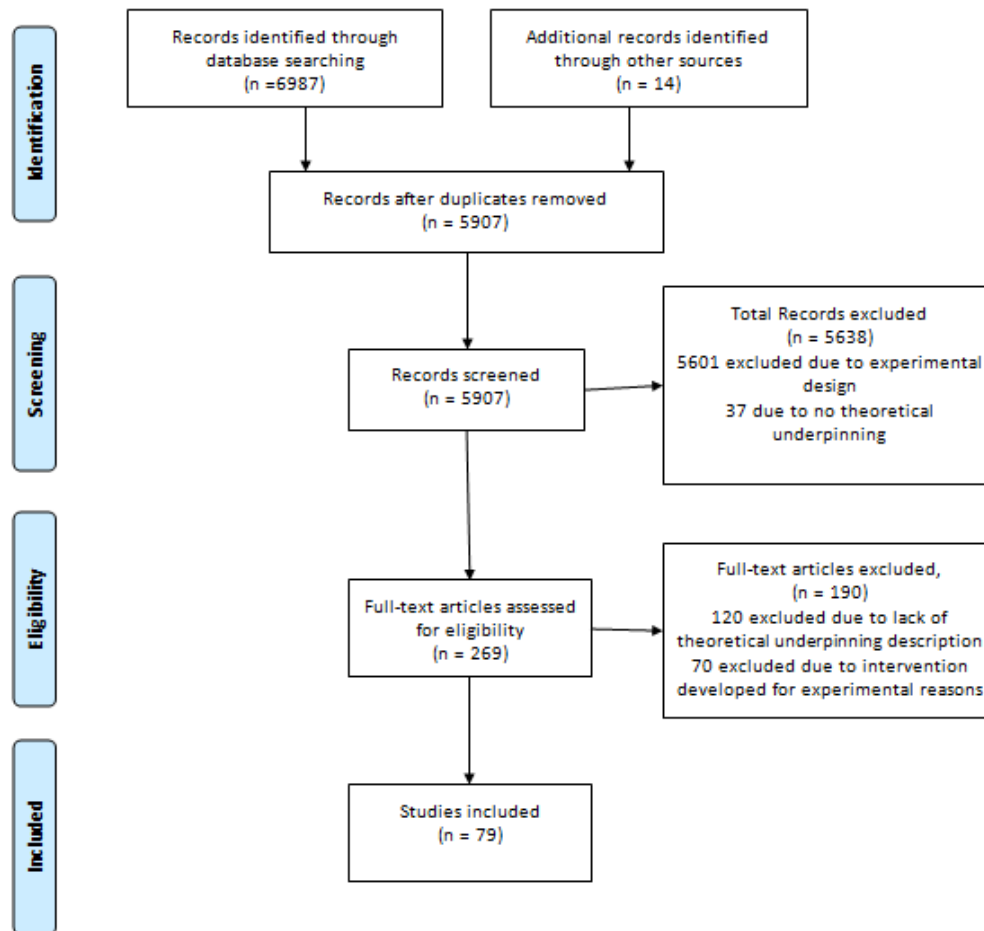 Identification
Records identified through
database searching
(n =6987)
Additional records identified
through other sources
(n = 14)
Records after duplicates removed
(n = 5907)
Screening
Records screened
(n = 5907)
Total Records excluded
(n = 5638)
5601 excluded due to experimental
design
37 due to no theoretical
underpinning
Eligibility
Full-text articles assessed
for eligibility
(n = 269)
Full-text articles excluded,
(n = 190)
120 excluded due to lack of
theoretical underpinning description
70 excluded due to intervention
developed for experimental reasons
Included
Studies included
(n = 79)